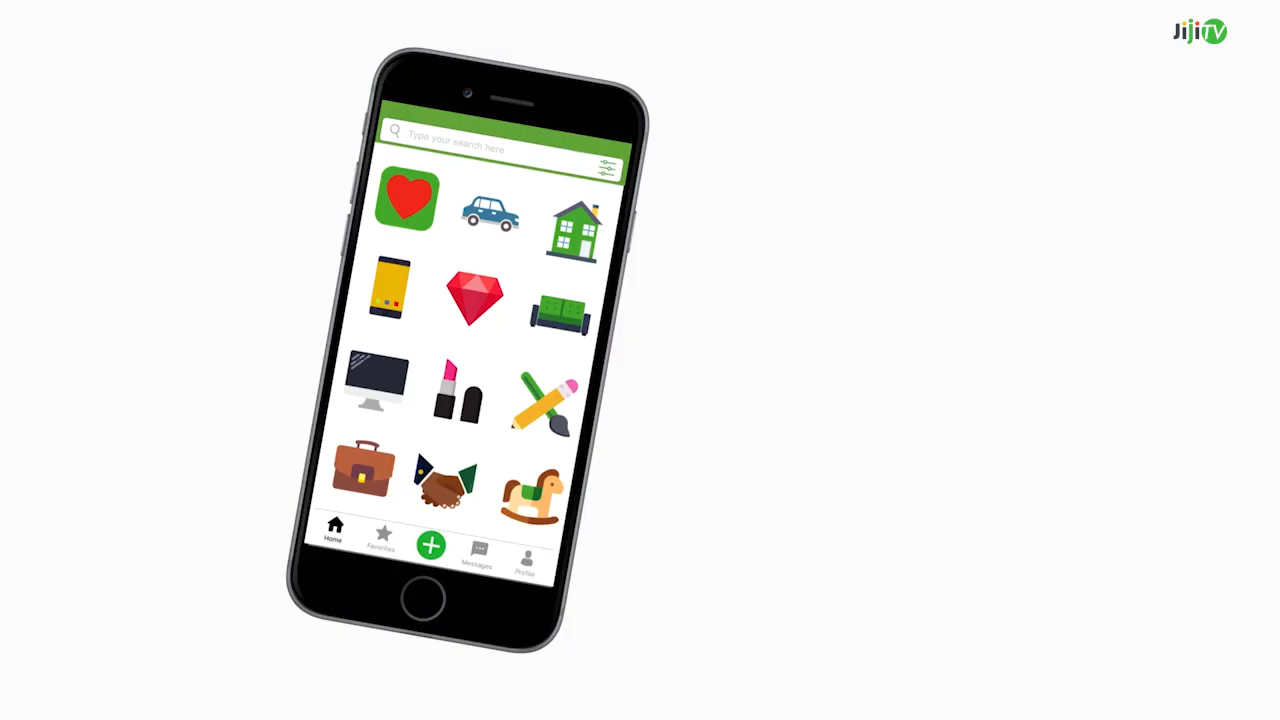 JijiTV
Type your search here
Home
Favorites
Messages
Profile